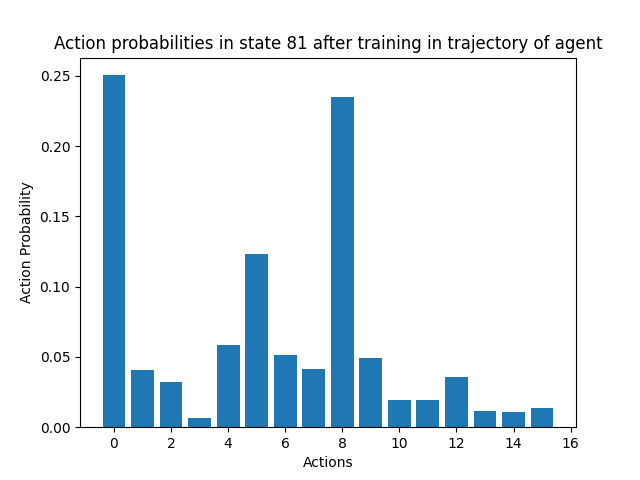 Action probabilities in state 81 after training in trajectory of agent
0.25
0.20
0.15
0.10
0.05
0.00
Action Probability
0 2 4 6 8 10 12 14 16
Actions